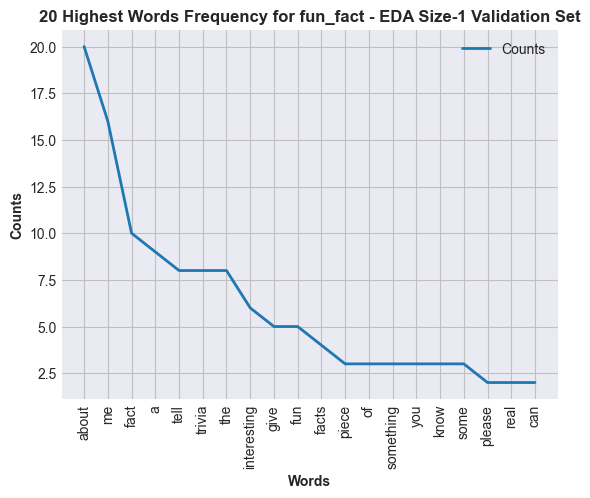 20 Highest Words Frequency for fun_fact - EDA Size-1 Validation Set
Counts
20.0
17.5
15.0
12.5
10.0
7.5
5.0
2.5
Counts
about
me
fact
a
tell
trivia
the
interesting
give
fun
facts
piece
of
something
you
know
some
please
real
can
Words